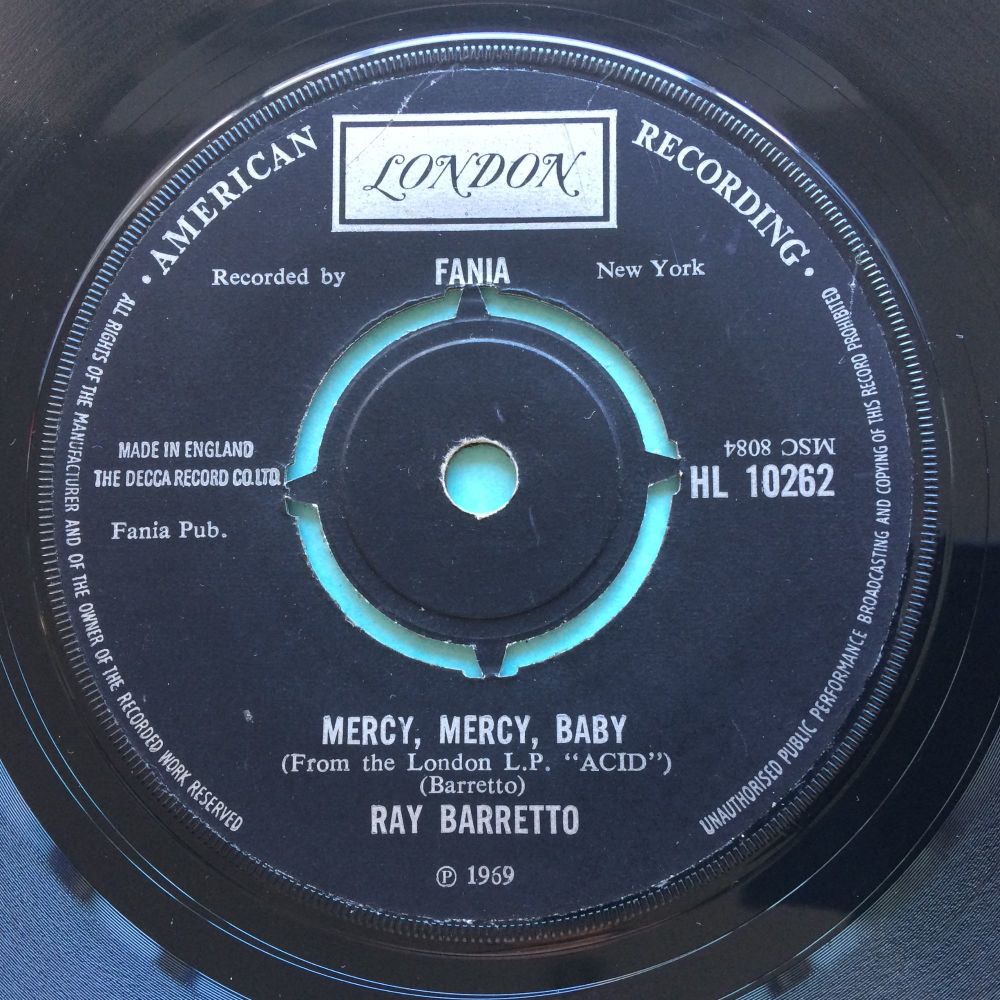 · AMERICAN
LONDON
RECORDING ·
Recorded by FANIA New York
MADE IN ENGLAND
THE DECCA RECORD CO. LTD.
Fania Pub.
MSC 8084
HL 10262
MERCY, MERCY, BABY
(From the London L.P. “ACID”)
(Barretto)
RAY BARRETTO
℗ 1969
ALL RIGHTS OF THE MANUFACTURER AND OF THE OWNER OF THE RECORDED WORK RESERVED
UNAUTHORISED PUBLIC PERFORMANCE BROADCASTING AND COPYING OF THIS RECORD PROHIBITED